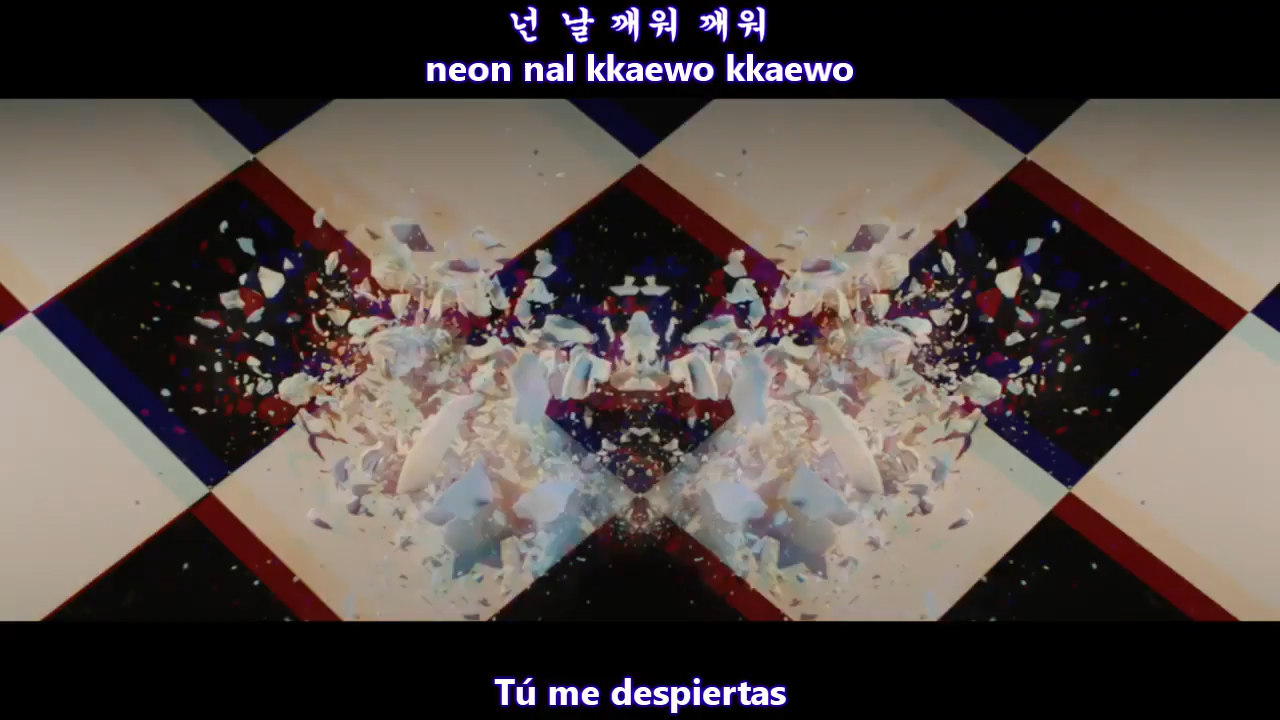 넌 날 깨워 깨워
neon nal kkaewo kkaewo
Tú me despiertas